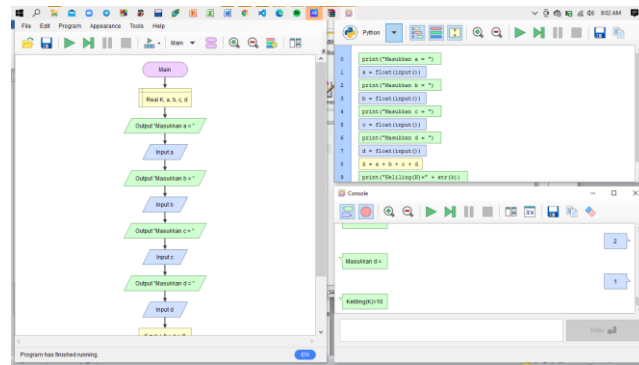 8:02 AM
File Edit Program Appearance Tools Help
Main
Main
Real K, a, b, c, d
Output "Masukkan a = "
Input a
Output "Masukkan b = "
Input b
Output "Masukkan c = "
Input c
Output "Masukkan d = "
Input d
Program has finished running.
EN
Python
0 print("Masukkan a = ")
1 a = float(input())
2 print("Masukkan b = ")
3 b = float(input())
4 print("Masukkan c = ")
5 c = float(input())
6 print("Masukkan d = ")
7 d = float(input())
8 k = a + b + c + d
9 print("Keliling(K)=" + str(k))
Console
2
Masukkan d =
1
Keliling(K)=10
Enter